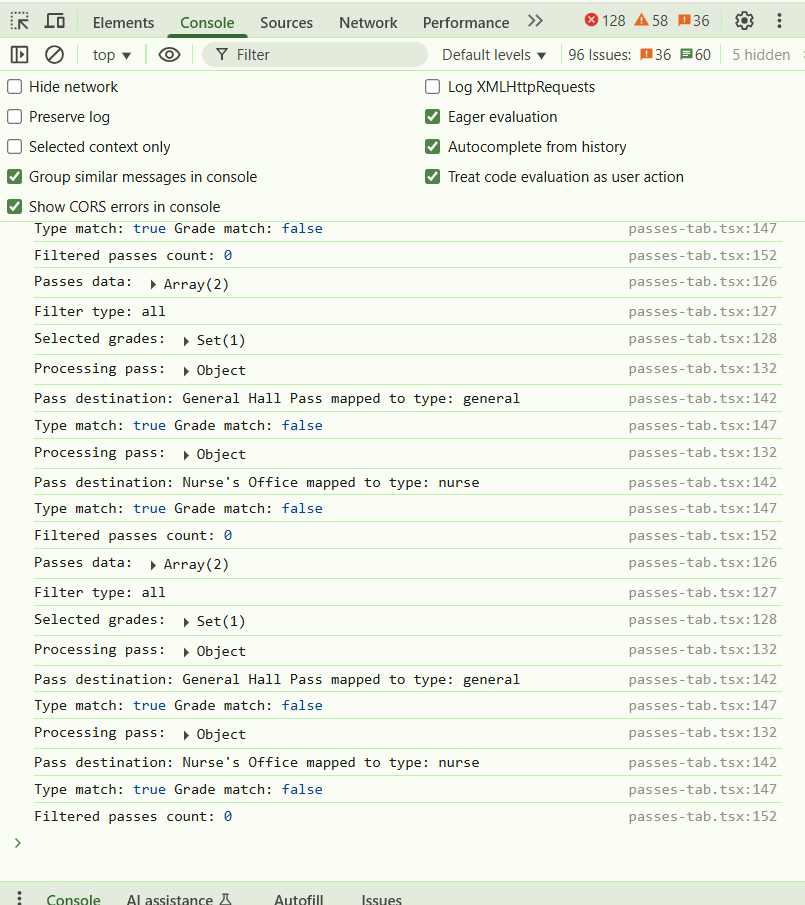 Elements Console Sources Network Performance 128 58 36
top Filter Default levels 96 Issues: 36 60 5 hidden
Hide network Log XMLHttpRequests
Preserve log Eager evaluation
Selected context only Autocomplete from history
Group similar messages in console Treat code evaluation as user action
Show CORS errors in console
Type match: true Grade match: false passes-tab.tsx:147
Filtered passes count: 0 passes-tab.tsx:152
Passes data: Array(2) passes-tab.tsx:126
Filter type: all passes-tab.tsx:127
Selected grades: Set(1) passes-tab.tsx:128
Processing pass: Object passes-tab.tsx:132
Pass destination: General Hall Pass mapped to type: general passes-tab.tsx:142
Type match: true Grade match: false passes-tab.tsx:147
Processing pass: Object passes-tab.tsx:132
Pass destination: Nurse's Office mapped to type: nurse passes-tab.tsx:142
Type match: true Grade match: false passes-tab.tsx:147
Filtered passes count: 0 passes-tab.tsx:152
Passes data: Array(2) passes-tab.tsx:126
Filter type: all passes-tab.tsx:127
Selected grades: Set(1) passes-tab.tsx:128
Processing pass: Object passes-tab.tsx:132
Pass destination: General Hall Pass mapped to type: general passes-tab.tsx:142
Type match: true Grade match: false passes-tab.tsx:147
Processing pass: Object passes-tab.tsx:132
Pass destination: Nurse's Office mapped to type: nurse passes-tab.tsx:142
Type match: true Grade match: false passes-tab.tsx:147
Filtered passes count: 0 passes-tab.tsx:152
Console AI assistance Autofill Issues